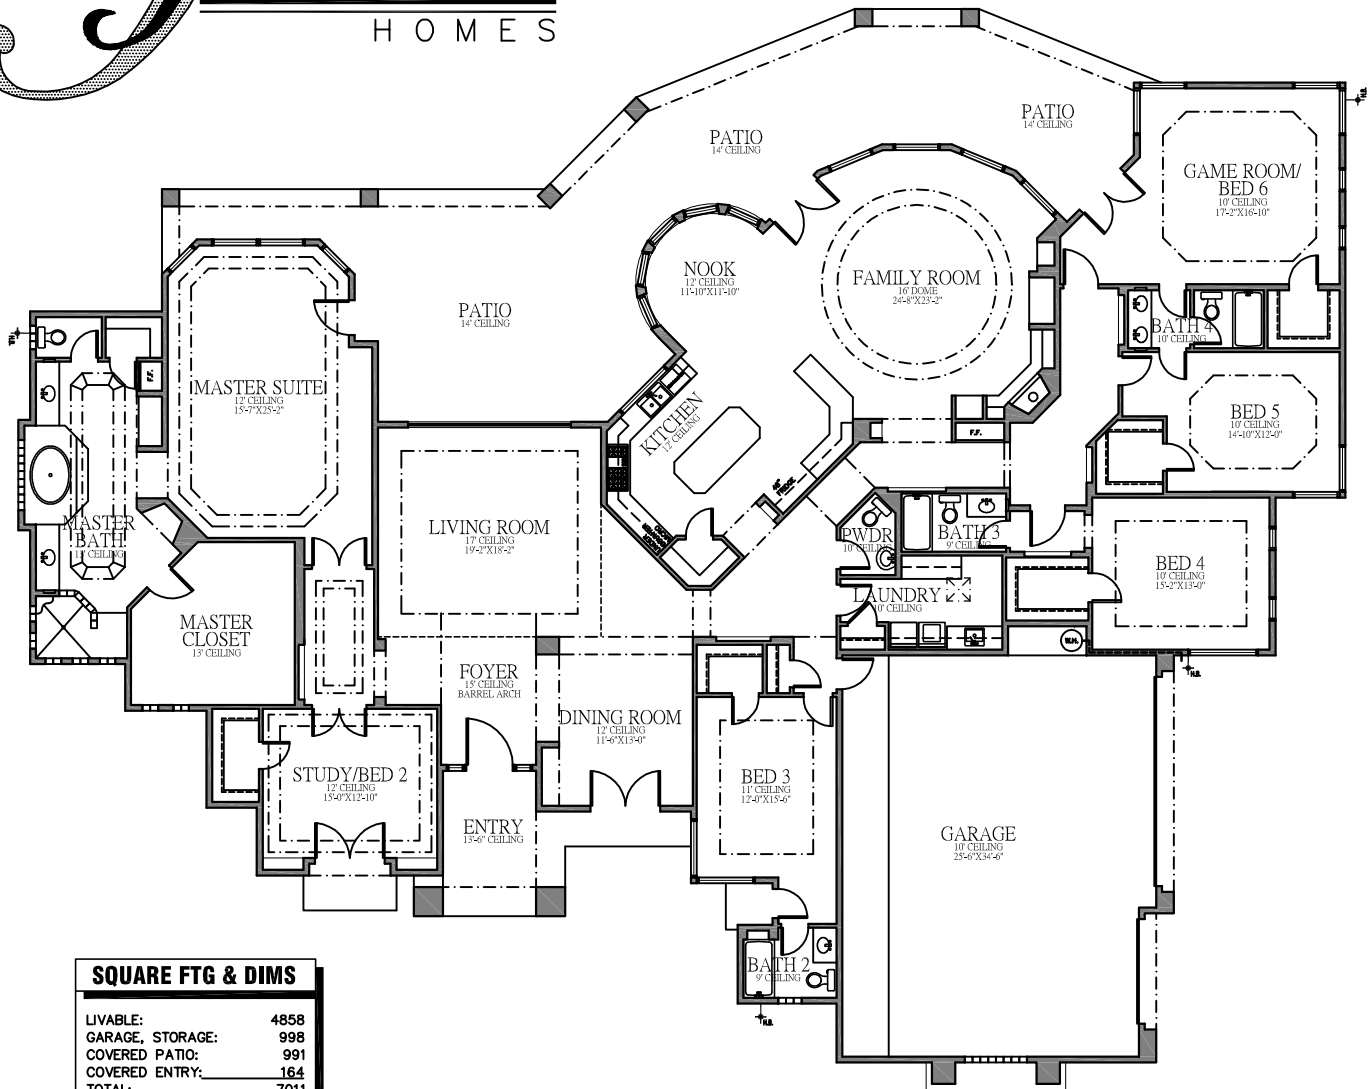 HOMES
PATIO
14' CEILING
PATIO
14' CEILING
GAME ROOM/
BED 6
10' CEILING
17'-2"X16'-10"
H.B.
NOOK
12' CEILING
11'-10"X11'-10"
FAMILY ROOM
16' DOME
24'-8"X23'-2"
PATIO
14' CEILING
BATH 4
10' CEILING
F.F.
MASTER SUITE
12' CEILING
15'-7"X25'-2"
KITCHEN
12' CEILING
BED 5
10' CEILING
14'-10"X12'-0"
F.F.
48"
FRIDGE
MASTER
BATH
13' CEILING
LIVING ROOM
17' CEILING
19'-2"X18'-2"
PWDR
10' CEILING
BATH 3
9' CEILING
BED 4
10' CEILING
15'-2"X13'-0"
LAUNDRY
10' CEILING
MASTER
CLOSET
13' CEILING
W.H.
FOYER
15' CEILING
BARREL ARCH
H.B.
DINING ROOM
12' CEILING
11'-6"X13'-0"
STUDY/BED 2
12' CEILING
15'-0"X12'-10"
BED 3
11' CEILING
12'-0"X15'-6"
ENTRY
13'-6" CEILING
GARAGE
10' CEILING
25'-6"X34'-6"
BATH 2
9' CEILING
H.B.
SQUARE FTG & DIMS
LIVABLE: 4858
GARAGE, STORAGE: 998
COVERED PATIO: 991
COVERED ENTRY: 164
TOTAL: 7011